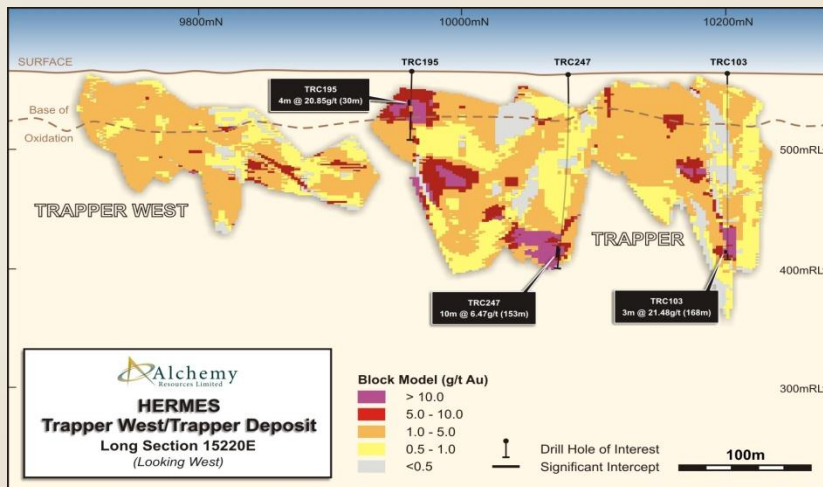 9800mN
10000mN
10200mN
SURFACE
TRC195
TRC247
TRC103
TRC195
4m @ 20.85g/t (30m)
Base of
Oxidation
500mRL
TRAPPER WEST
TRAPPER
400mRL
TRC247
10m @ 6.47g/t (153m)
TRC103
3m @ 21.48g/t (168m)
300mRL
Alchemy
Resources Limited
HERMES
Trapper West/Trapper Deposit
Long Section 15220E
(Looking West)
Block Model (g/t Au)
> 10.0
5.0 - 10.0
1.0 - 5.0
0.5 - 1.0
<0.5
Drill Hole of Interest
Significant Intercept
100m